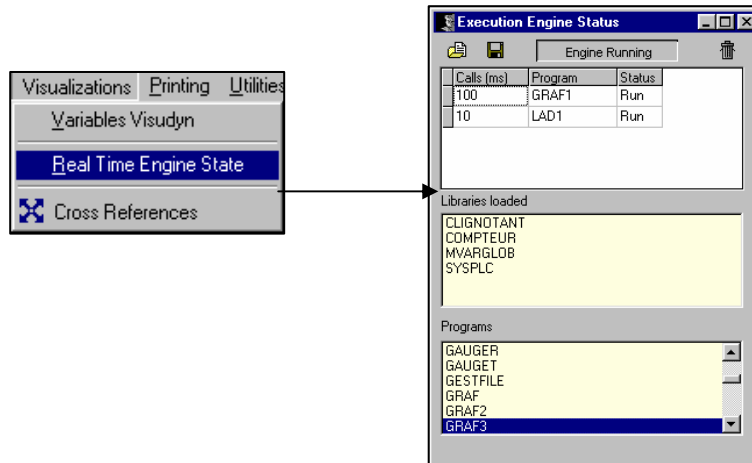 Visualizations Printing Utilities
Variables Visudyn
Real Time Engine State
Cross References
Execution Engine Status
Engine Running
Calls (ms) Program Status
100 GRAF1 Run
10 LAD1 Run
Libraries loaded
CLIGNOTANT
COMPTEUR
MVARGLOB
SYSPLC
Programs
GAUGER
GAUGET
GESTFILE
GRAF
GRAF2
GRAF3